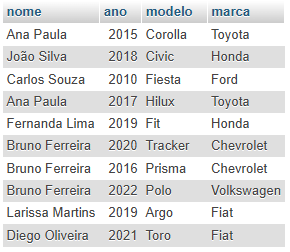 nome ano modelo marca
Ana Paula 2015 Corolla Toyota
João Silva 2018 Civic Honda
Carlos Souza 2010 Fiesta Ford
Ana Paula 2017 Hilux Toyota
Fernanda Lima 2019 Fit Honda
Bruno Ferreira 2020 Tracker Chevrolet
Bruno Ferreira 2016 Prisma Chevrolet
Bruno Ferreira 2022 Polo Volkswagen
Larissa Martins 2019 Argo Fiat
Diego Oliveira 2021 Toro Fiat